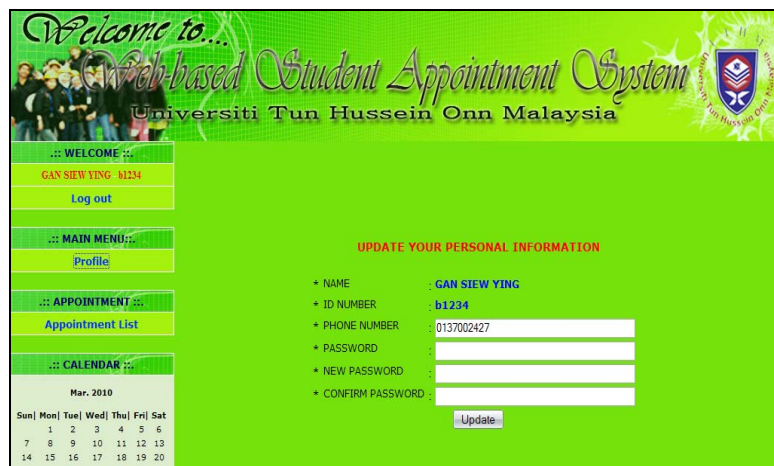 Welcome to....
Web-based Student Appointment System
Universiti Tun Hussein Onn Malaysia
.:: WELCOME ::.
GAN SIEW YING - b1234
Log out
.:: MAIN MENU::.
Profile
.:: APPOINTMENT ::.
Appointment List
.:: CALENDAR ::.
Mar. 2010
Sun| Mon| Tue| Wed| Thu| Fri| Sat
1 2 3 4 5 6
7 8 9 10 11 12 13
14 15 16 17 18 19 20
UPDATE YOUR PERSONAL INFORMATION
* NAME : GAN SIEW YING
* ID NUMBER : b1234
* PHONE NUMBER : 0137002427
* PASSWORD :
* NEW PASSWORD :
* CONFIRM PASSWORD :
Update